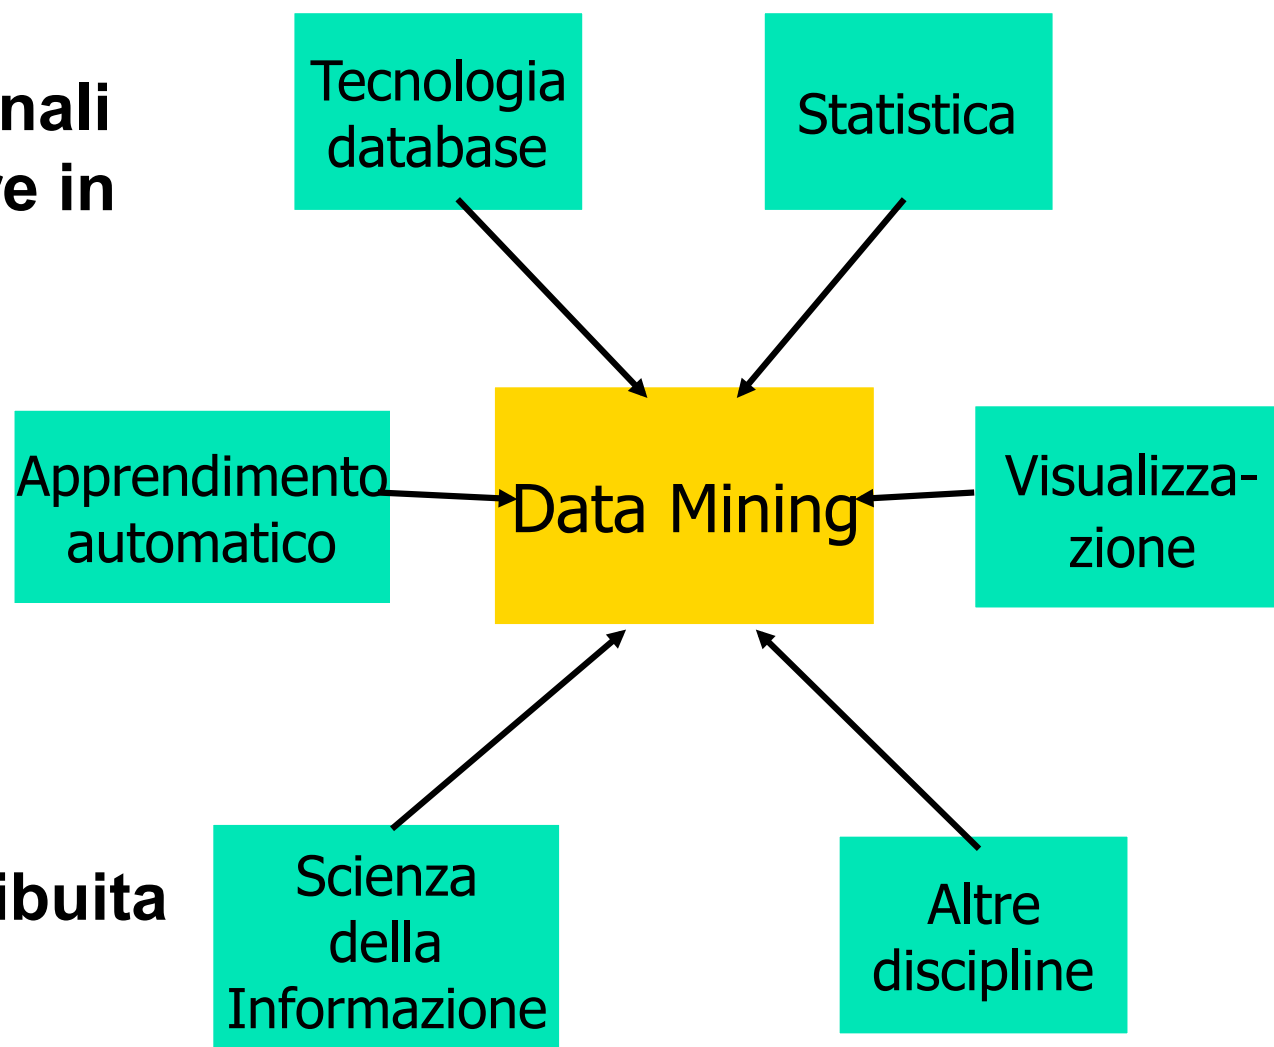 nali
e in
Tecnologia
database
Statistica
Apprendimento
automatico
Data Mining
Visualizza-
zione
ibuita
Scienza
della
Informazione
Altre
discipline